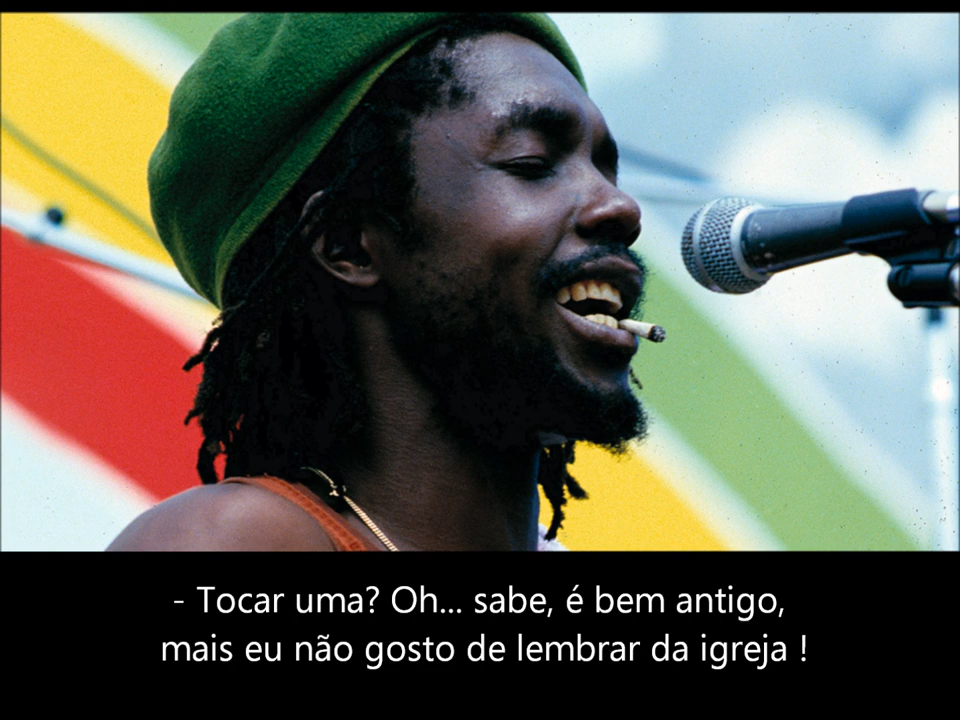 - Tocar uma? Oh... sabe, é bem antigo,
mais eu não gosto de lembrar da igreja !